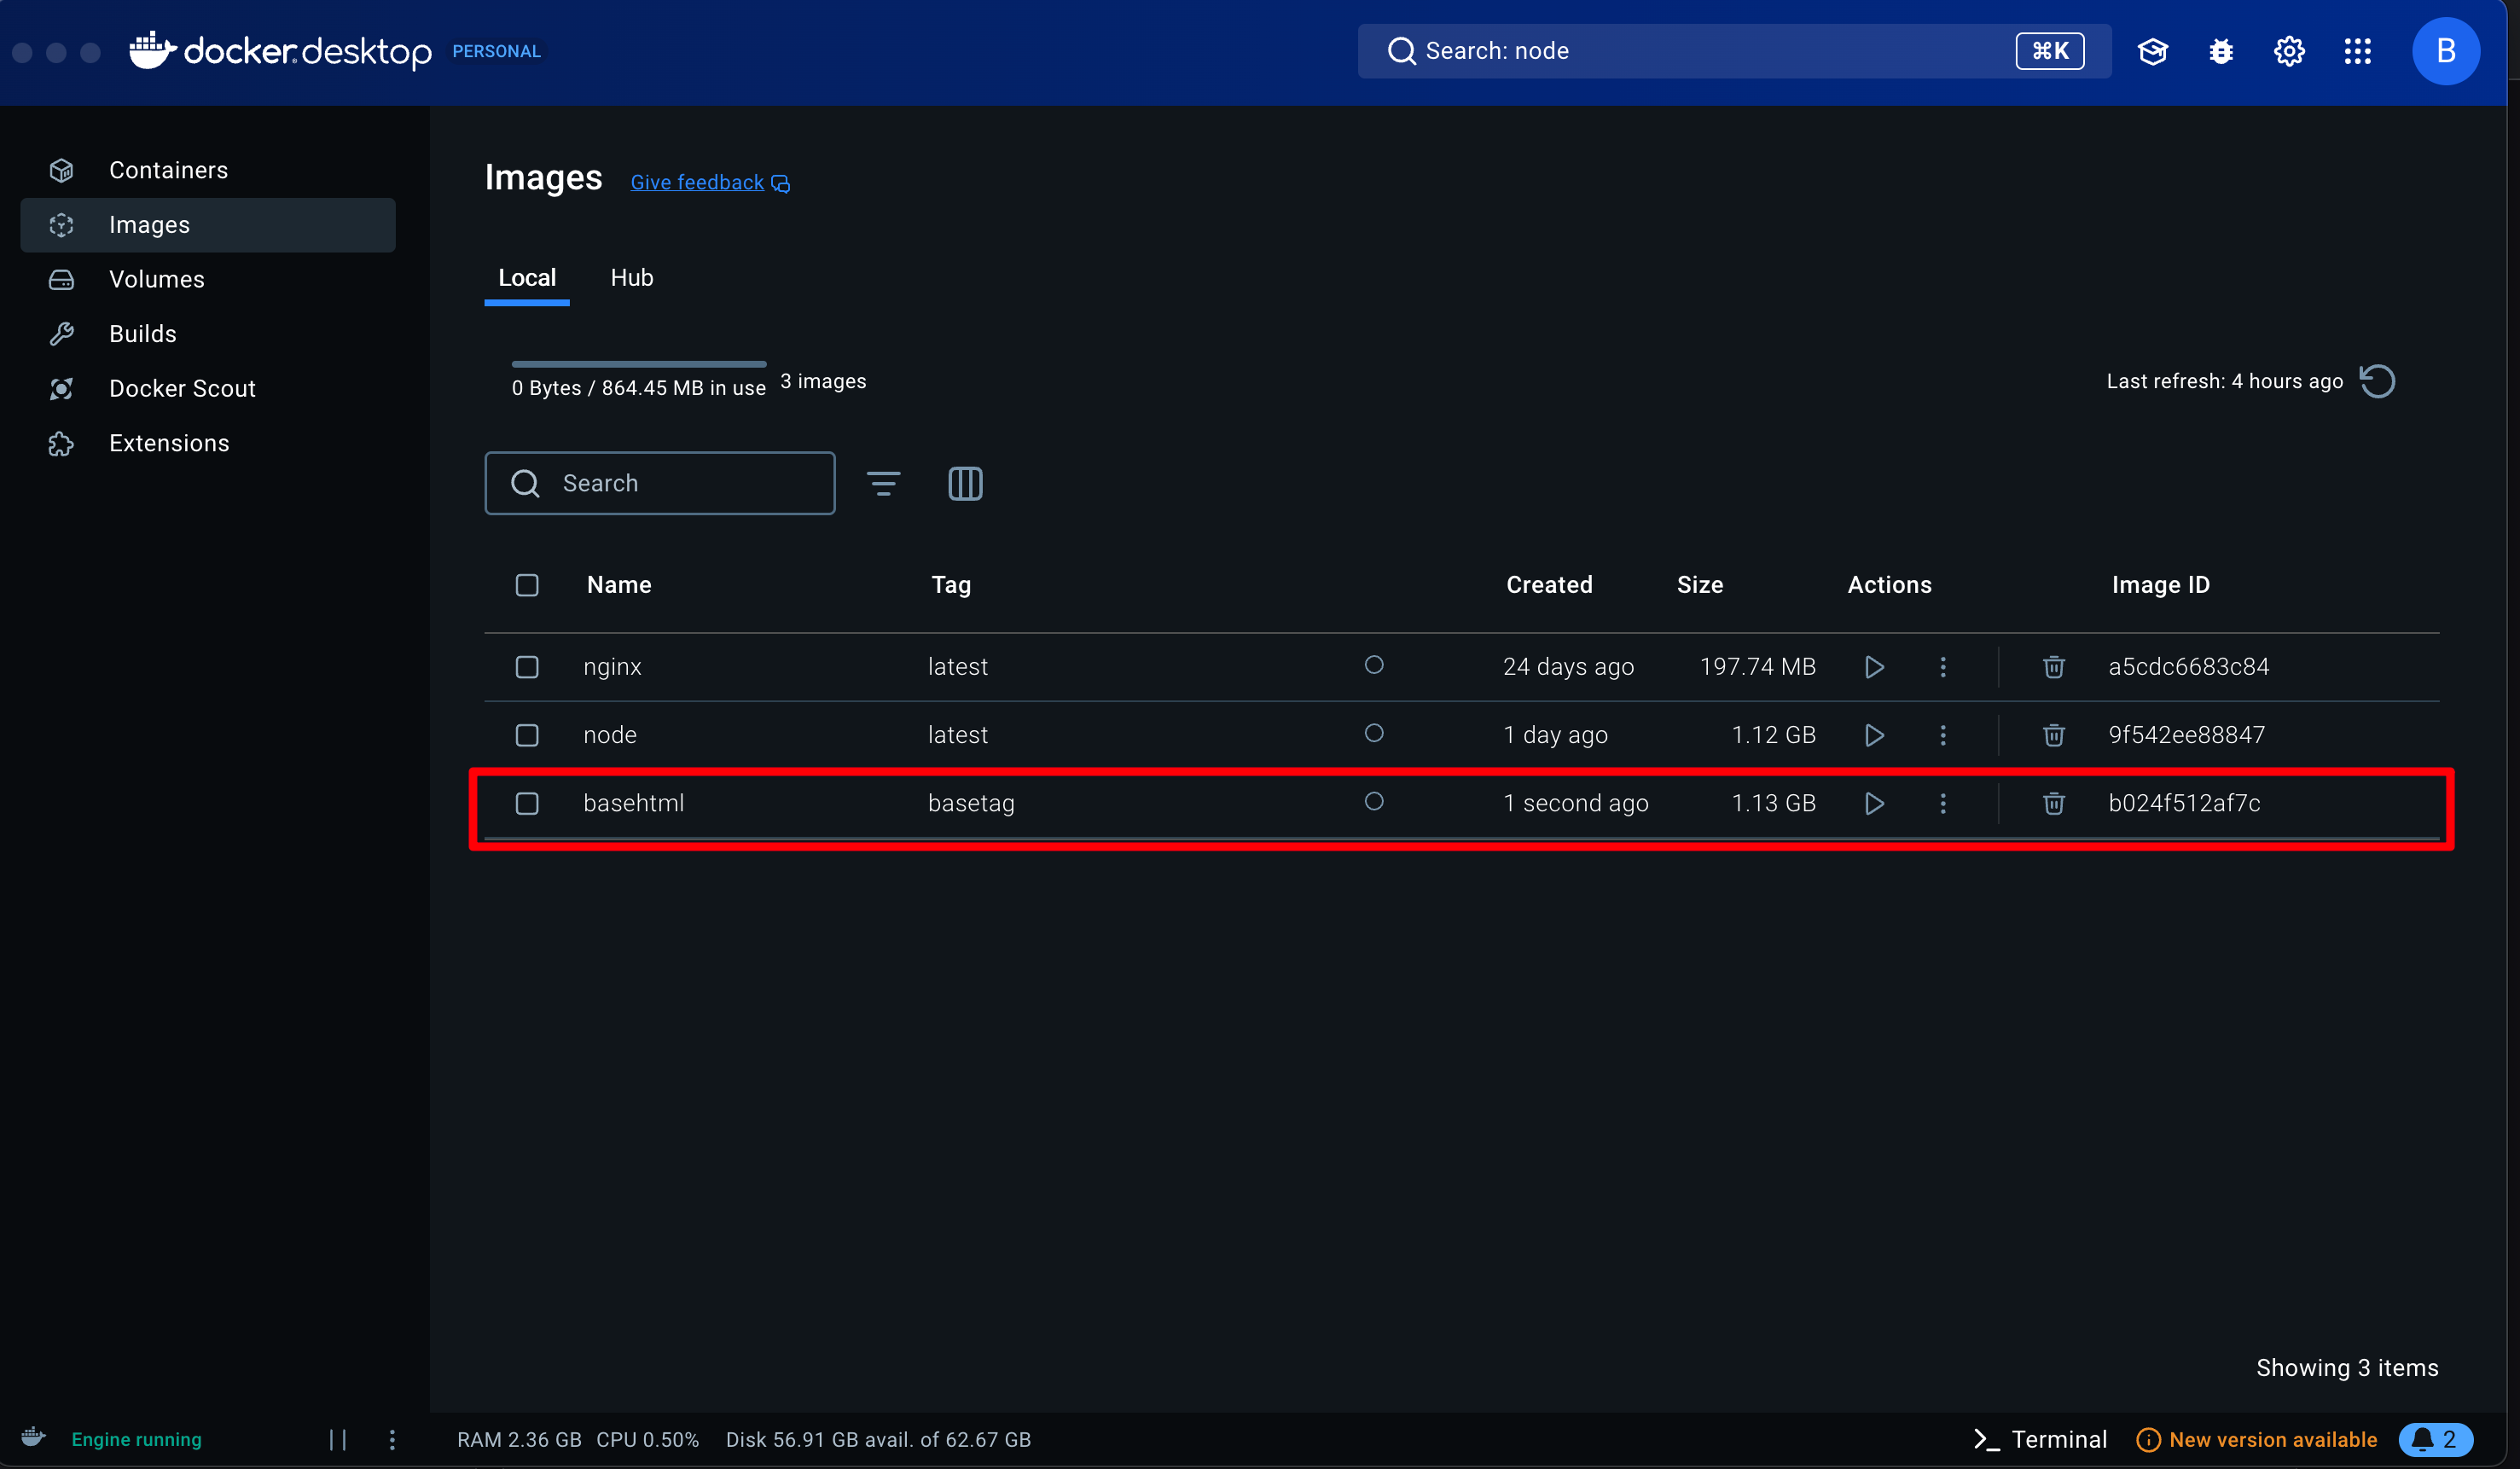 docker desktop PERSONAL Search: node ⌘K B
Containers
Images
Volumes
Builds
Docker Scout
Extensions
Images Give feedback
Local Hub
0 Bytes / 864.45 MB in use 3 images Last refresh: 4 hours ago
Search
Name Tag Created Size Actions Image ID
nginx latest 24 days ago 197.74 MB a5cdc6683c84
node latest 1 day ago 1.12 GB 9f542ee88847
basehtml basetag 1 second ago 1.13 GB b024f512af7c
Showing 3 items
Engine running RAM 2.36 GB CPU 0.50% Disk 56.91 GB avail. of 62.67 GB Terminal New version available 2